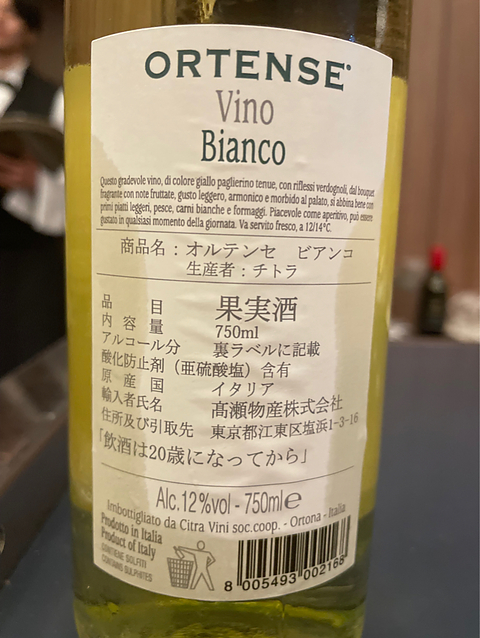 ORTENSE®
Vino
Bianco
Questo gradevole vino, di colore giallo paglierino tenue, con riflessi verdognoli, dal bouquet
fragrante con note fruttate, gusto leggero, armonico e morbido al palato, si abbina bene con
primi piatti leggeri, pesce, carni bianche e formaggi. Piacevole come aperitivo, può essere
gustato in qualsiasi momento della giornata. Va servito fresco, a 12/14°C.
商品名：オルテンセ ビアンコ
生産者：チトラ
品目 果実酒
内容量 750ml
アルコール分 裏ラベルに記載
酸化防止剤（亜硫酸塩）含有
原産国 イタリア
輸入者氏名 髙瀬物産株式会社
住所及び引取先 東京都江東区塩浜1-3-16
「飲酒は20歳になってから」
Alc.12%vol - 750ml℮
Imbottigliato da Citra Vini soc.coop. - Ortona - Italia
Prodotto in Italia
Product of Italy
CONTIENE SOLFITI
CONTAINS SULPHITES
8 005493 002168